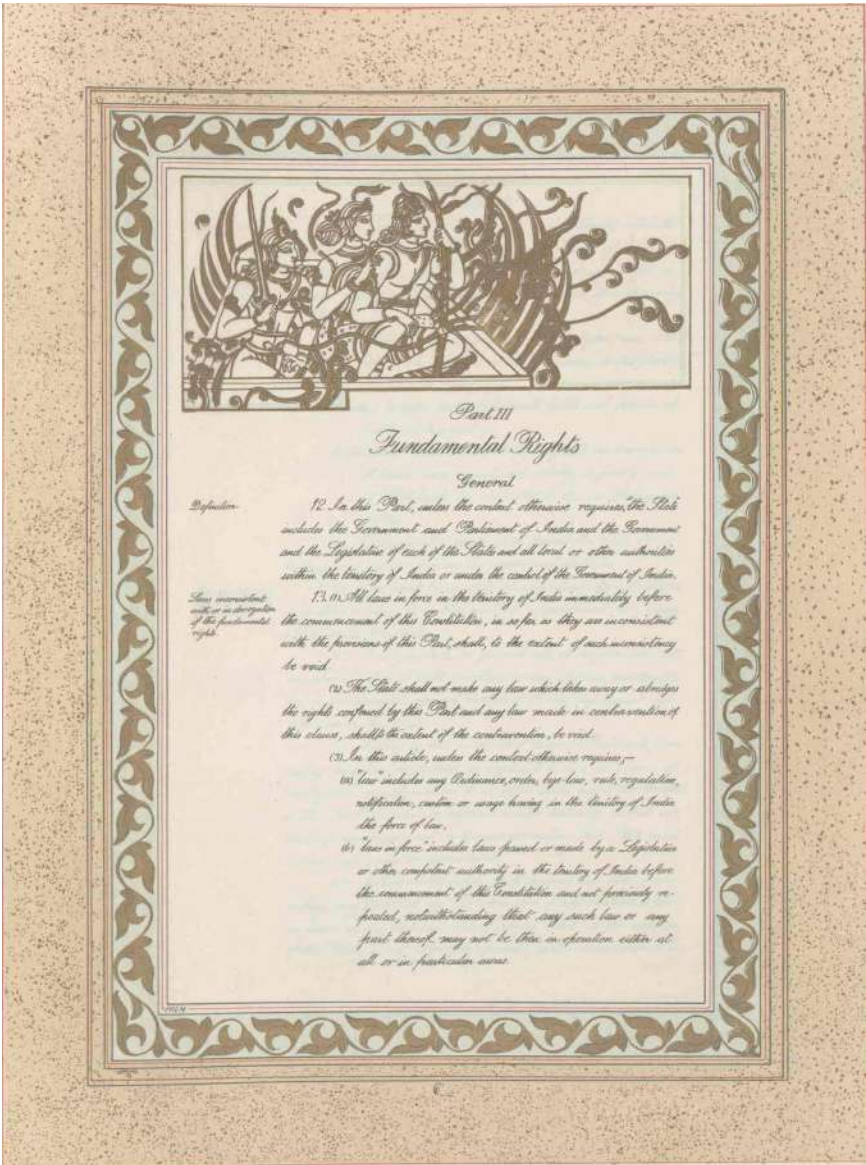 Part III
Fundamental Rights
General
Definition.
12. In this Part, unless the context otherwise requires, "the State"
includes the Government and Parliament of India and the Government
and the Legislature of each of the States and all local or other authorities
within the territory of India or under the control of the Government of India.
Laws inconsistent
with or in derogation
of the fundamental
rights.
13. (1) All laws in force in the territory of India immediately before
the commencement of this Constitution, in so far as they are inconsistent
with the provisions of this Part, shall, to the extent of such inconsistency
be void.
(2) The State shall not make any law which takes away or abridges
the rights conferred by this Part and any law made in contravention of
this clause, shall, to the extent of the contravention, be void.
(3) In this article, unless the context otherwise requires,—
(a) "law" includes any Ordinance, order, bye-law, rule, regulation,
notification, custom or usage having in the territory of India
the force of law;
(b) "laws in force" includes laws passed or made by a Legislature
or other competent authority in the territory of India before
the commencement of this Constitution and not previously re-
pealed, notwithstanding that any such law or any
part thereof may not be then in operation either at
all or in particular areas.
6